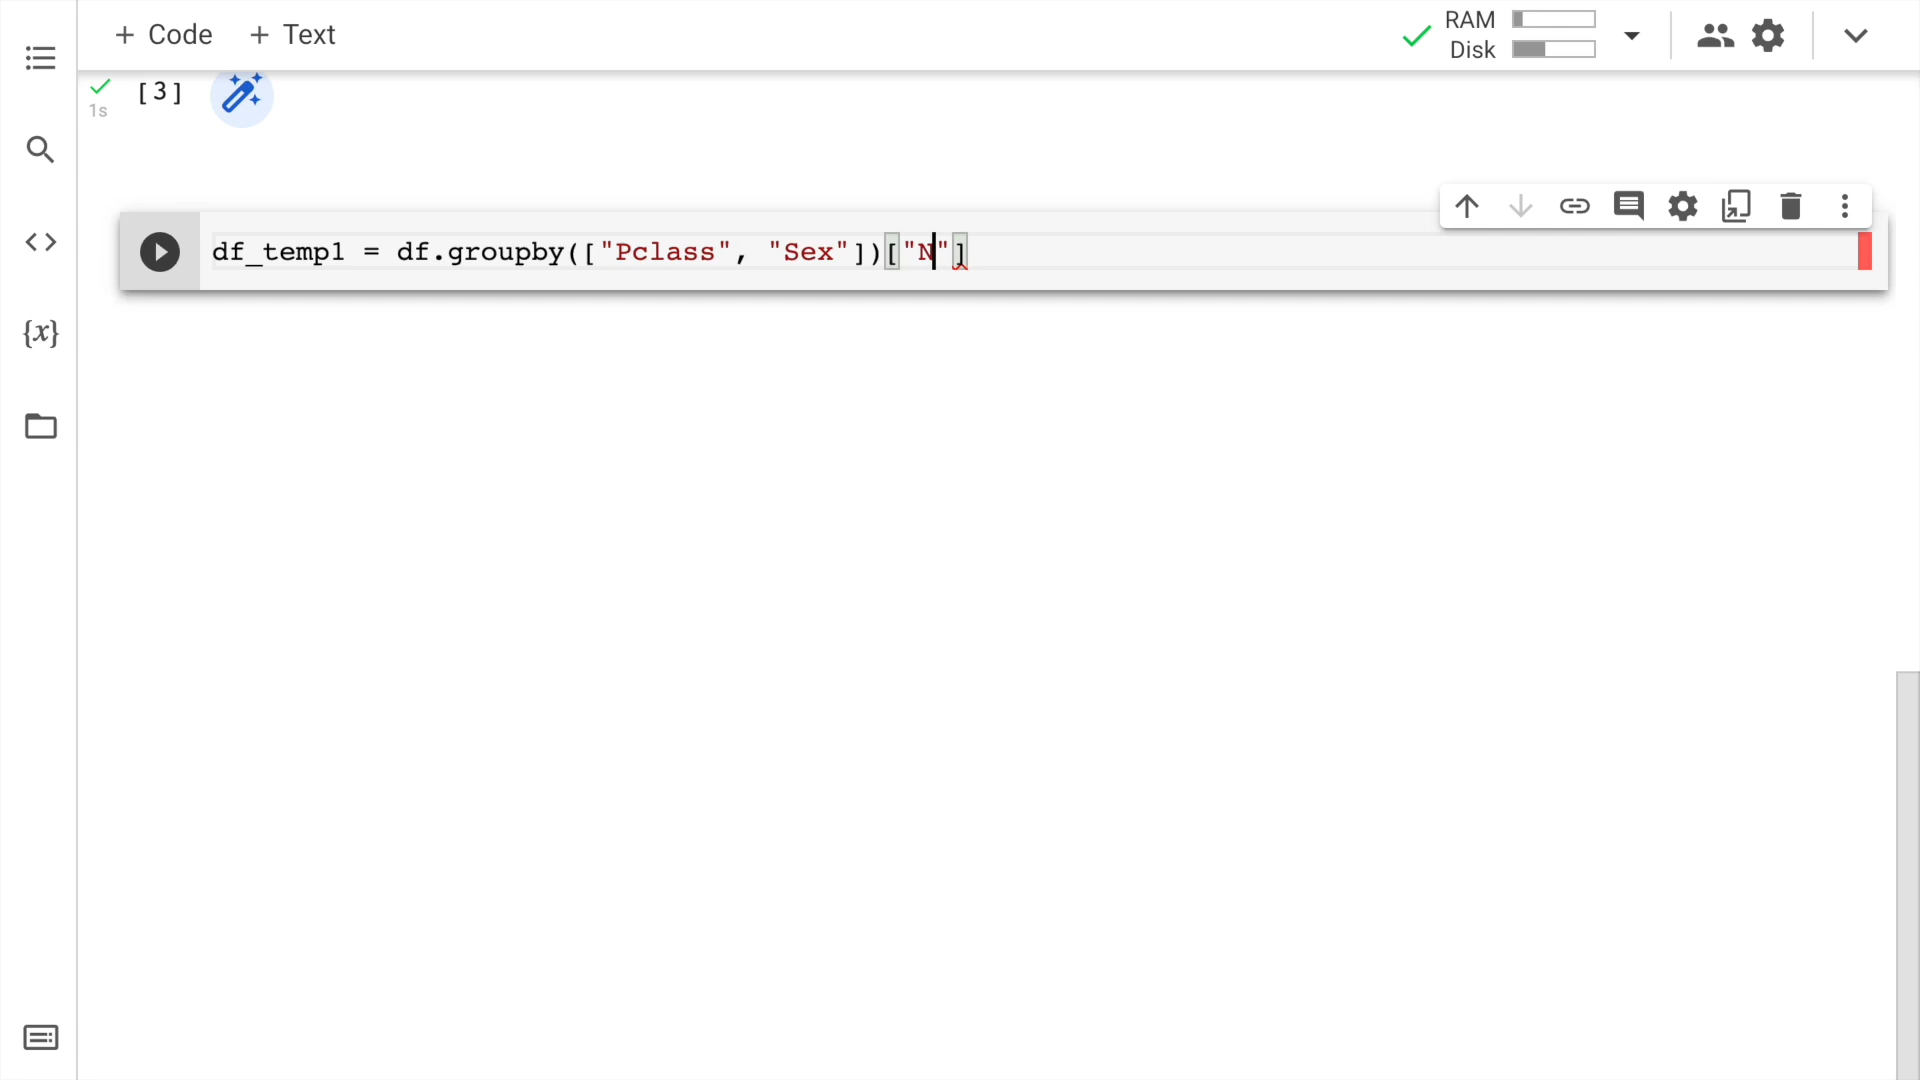 + Code + Text
RAM
Disk
1s
[3]
{x}
df_temp1 = df.groupby(["Pclass", "Sex"])["N"]